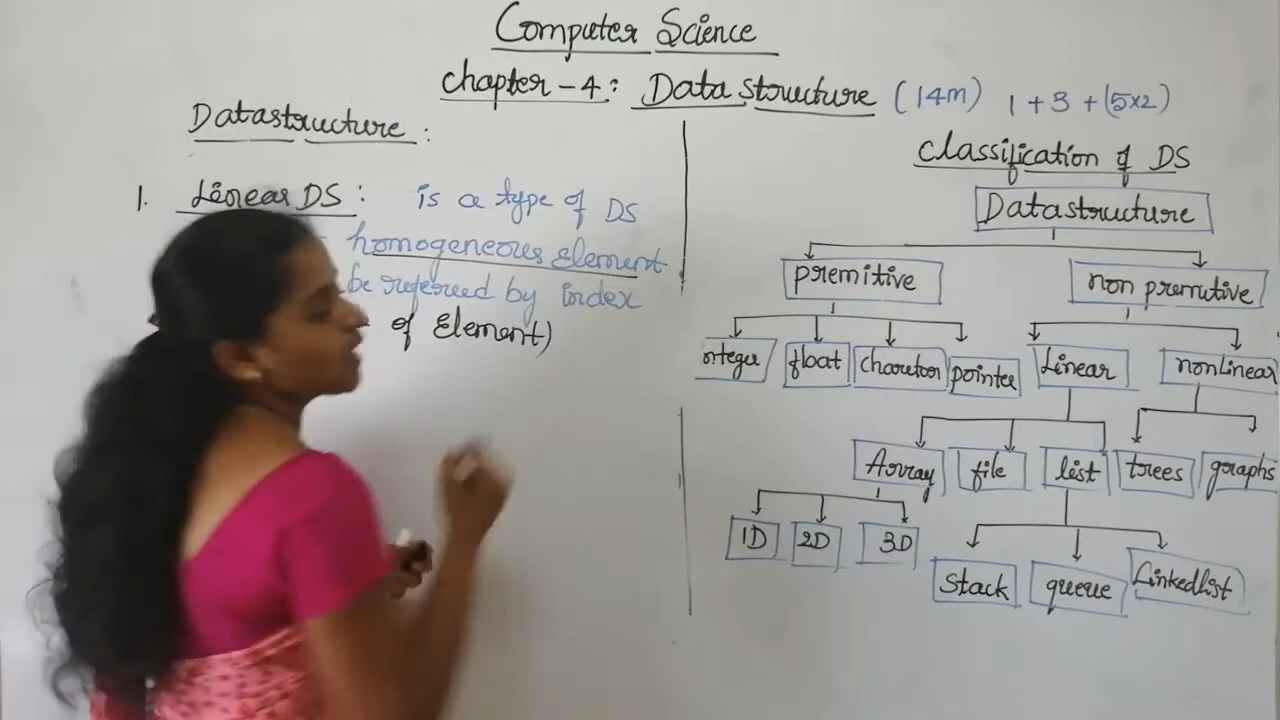 Computer Science
Chapter - 4 : Data structure (14m) 1 + 3 + (5x2)
Datastructure :
1. Linear DS : is a type of DS
homogeneous Element
be refered by index
of Element)
classification of DS
Datastructure
premitive
non premitive
nteger
float
pointer
Linear
nonLinear
Array
file
list
trees
graphs
1D
2D
3D
Stack
queue
Linkedlist